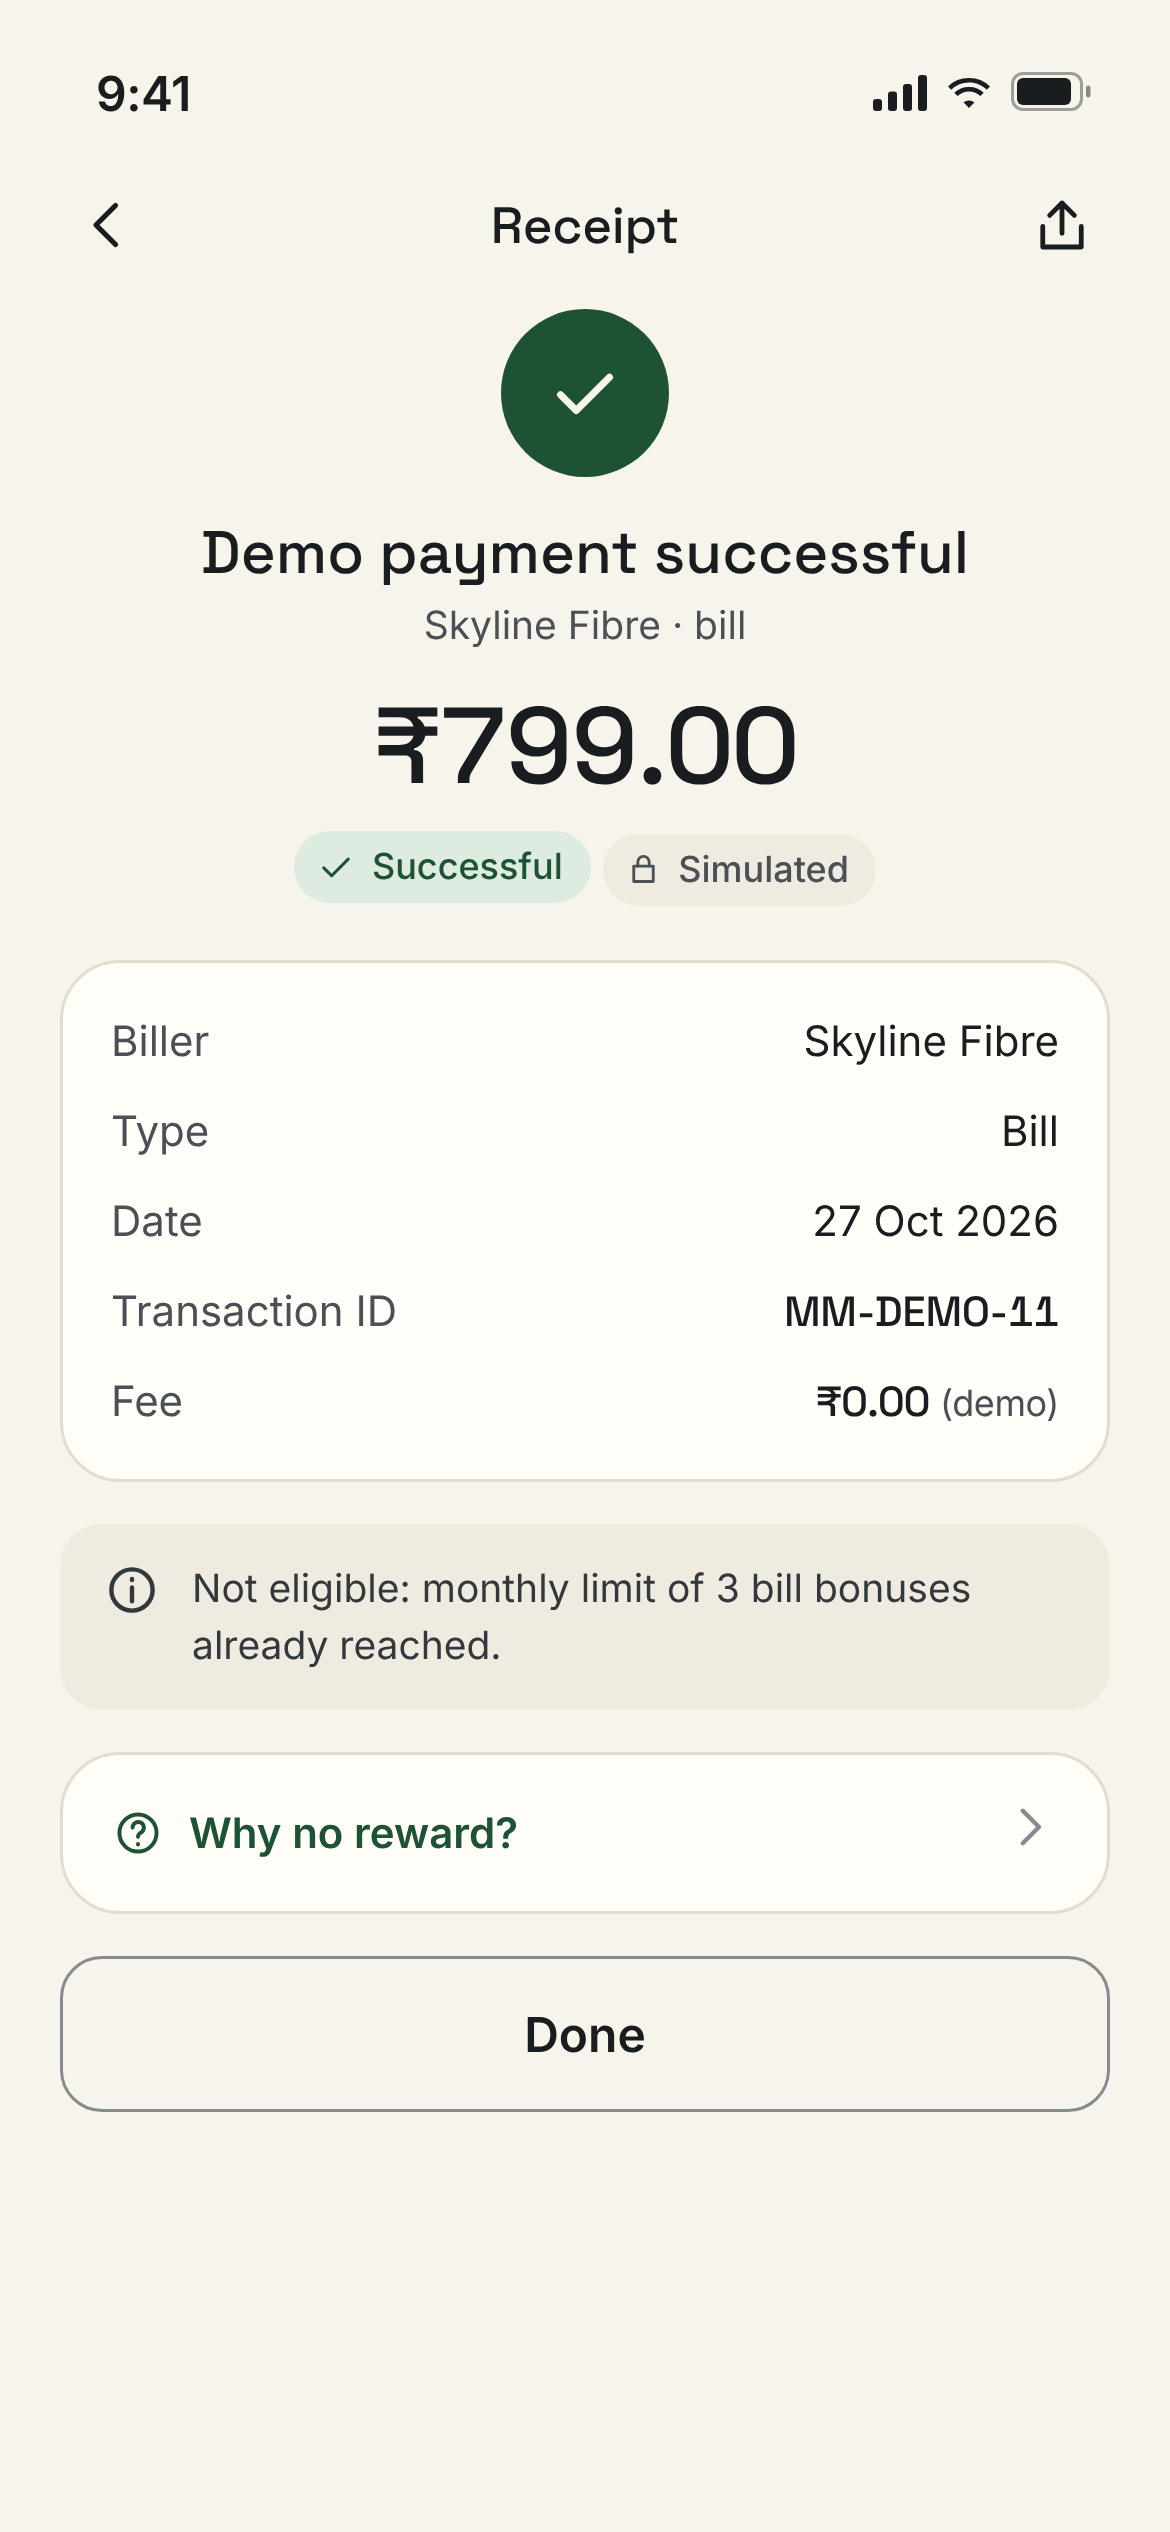 9:41
Receipt
Demo payment successful
Skyline Fibre · bill
₹799.00
Successful Simulated
Biller Skyline Fibre
Type Bill
Date 27 Oct 2026
Transaction ID MM-DEMO-11
Fee ₹0.00 (demo)
Not eligible: monthly limit of 3 bill bonuses
already reached.
Why no reward?
Done